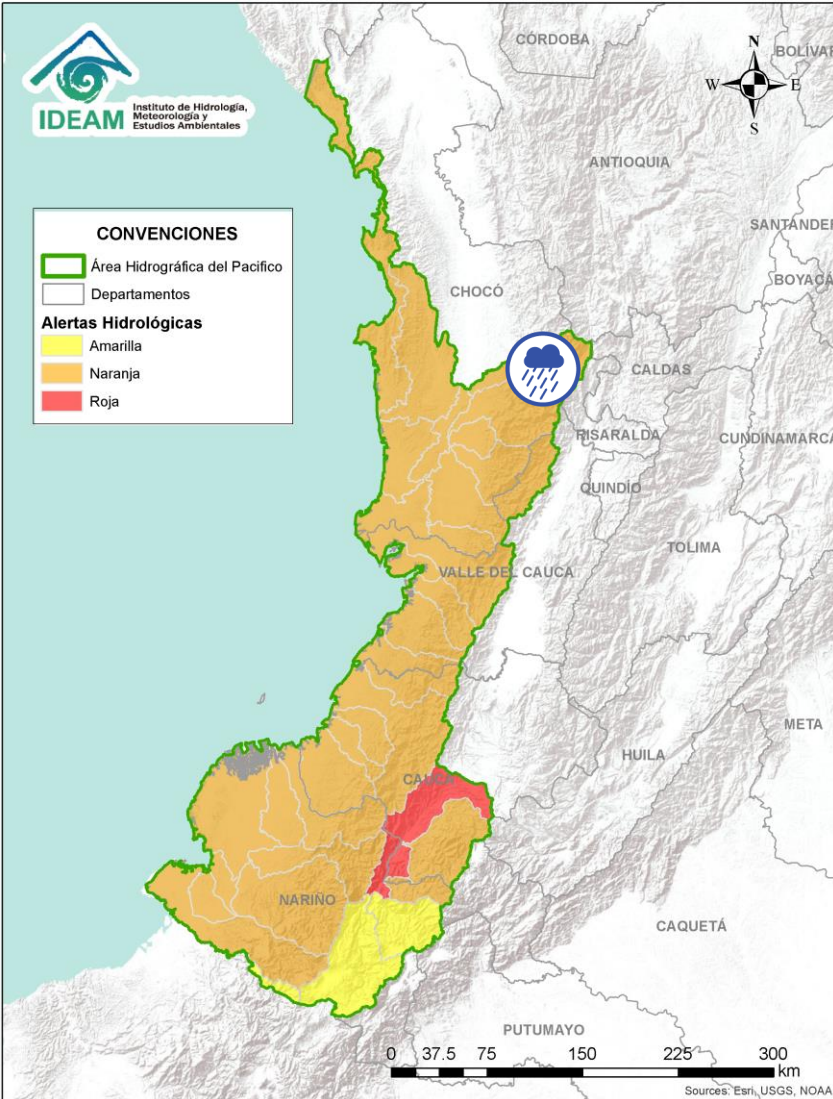 IDEAM
Instituto de Hidrología,
Meteorología y
Estudios Ambientales
N
W
E
S
CÓRDOBA
BOLÍVAR
ANTIOQUIA
SANTANDER
BOYACÁ
CHOCÓ
CONVENCIONES
Área Hidrográfica del Pacifico
Departamentos
Alertas Hidrológicas
Amarilla
Naranja
Roja
CALDAS
RISARALDA
CUNDINAMARCA
QUINDÍO
TOLIMA
VALLE DEL CAUCA
META
HUILA
CAUCA
NARIÑO
CAQUETÁ
PUTUMAYO
0 37.5 75 150 225 300
km
Sources: Esri, USGS, NOAA